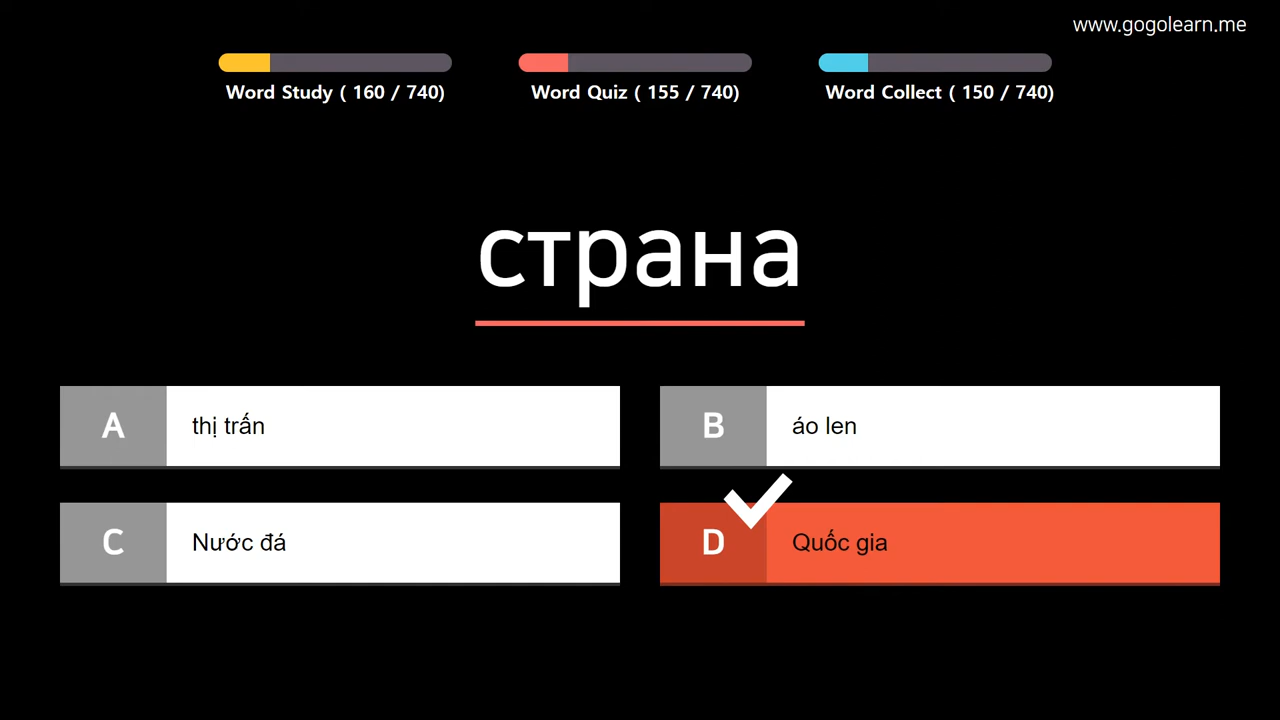 www.gogolearn.me
Word Study ( 160 / 740)
Word Quiz ( 155 / 740)
Word Collect ( 150 / 740)
страна
A thị trấn
B áo len
C Nước đá
D Quốc gia